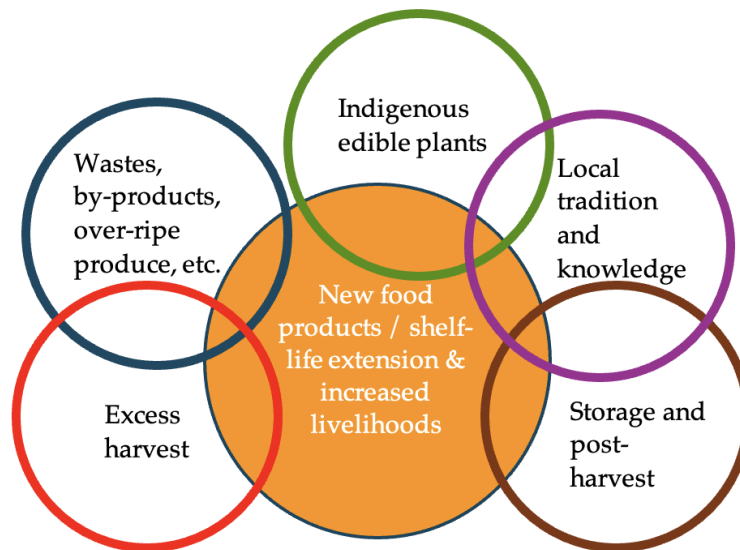 Indigenous
edible plants
Wastes,
by-products,
over-ripe
produce, etc.
Local
tradition
and
knowledge
New food
products / shelf-
life extension &
increased
livelihoods
Excess
harvest
Storage and
post-
harvest